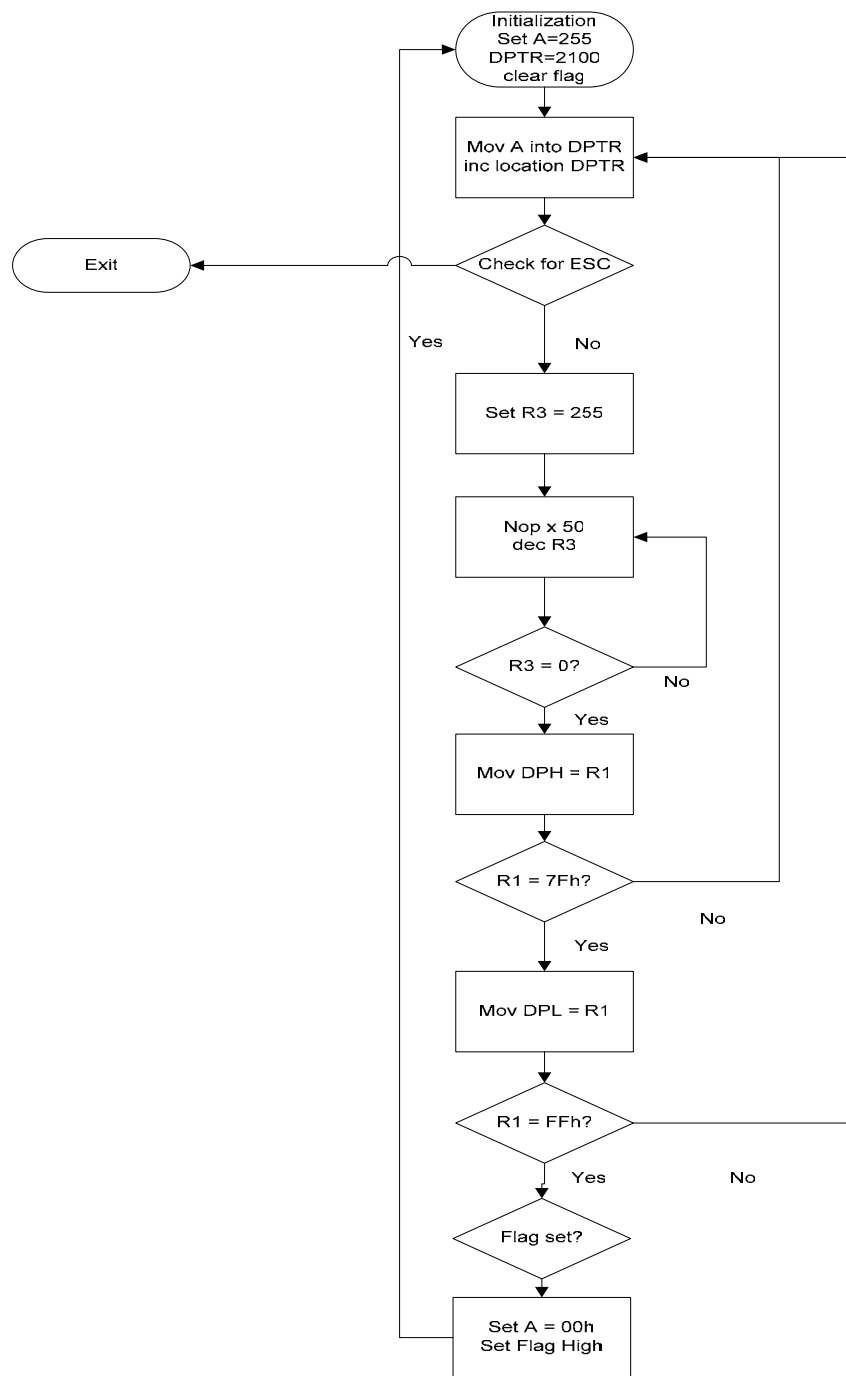 Initialization
Set A=255
DPTR=2100
clear flag
Mov A into DPTR
inc location DPTR
Exit
Check for ESC
Yes
No
Set R3 = 255
Nop x 50
dec R3
R3 = 0?
No
Yes
Mov DPH = R1
R1 = 7Fh?
No
Yes
Mov DPL = R1
R1 = FFh?
Yes
No
Flag set?
Set A = 00h
Set Flag High